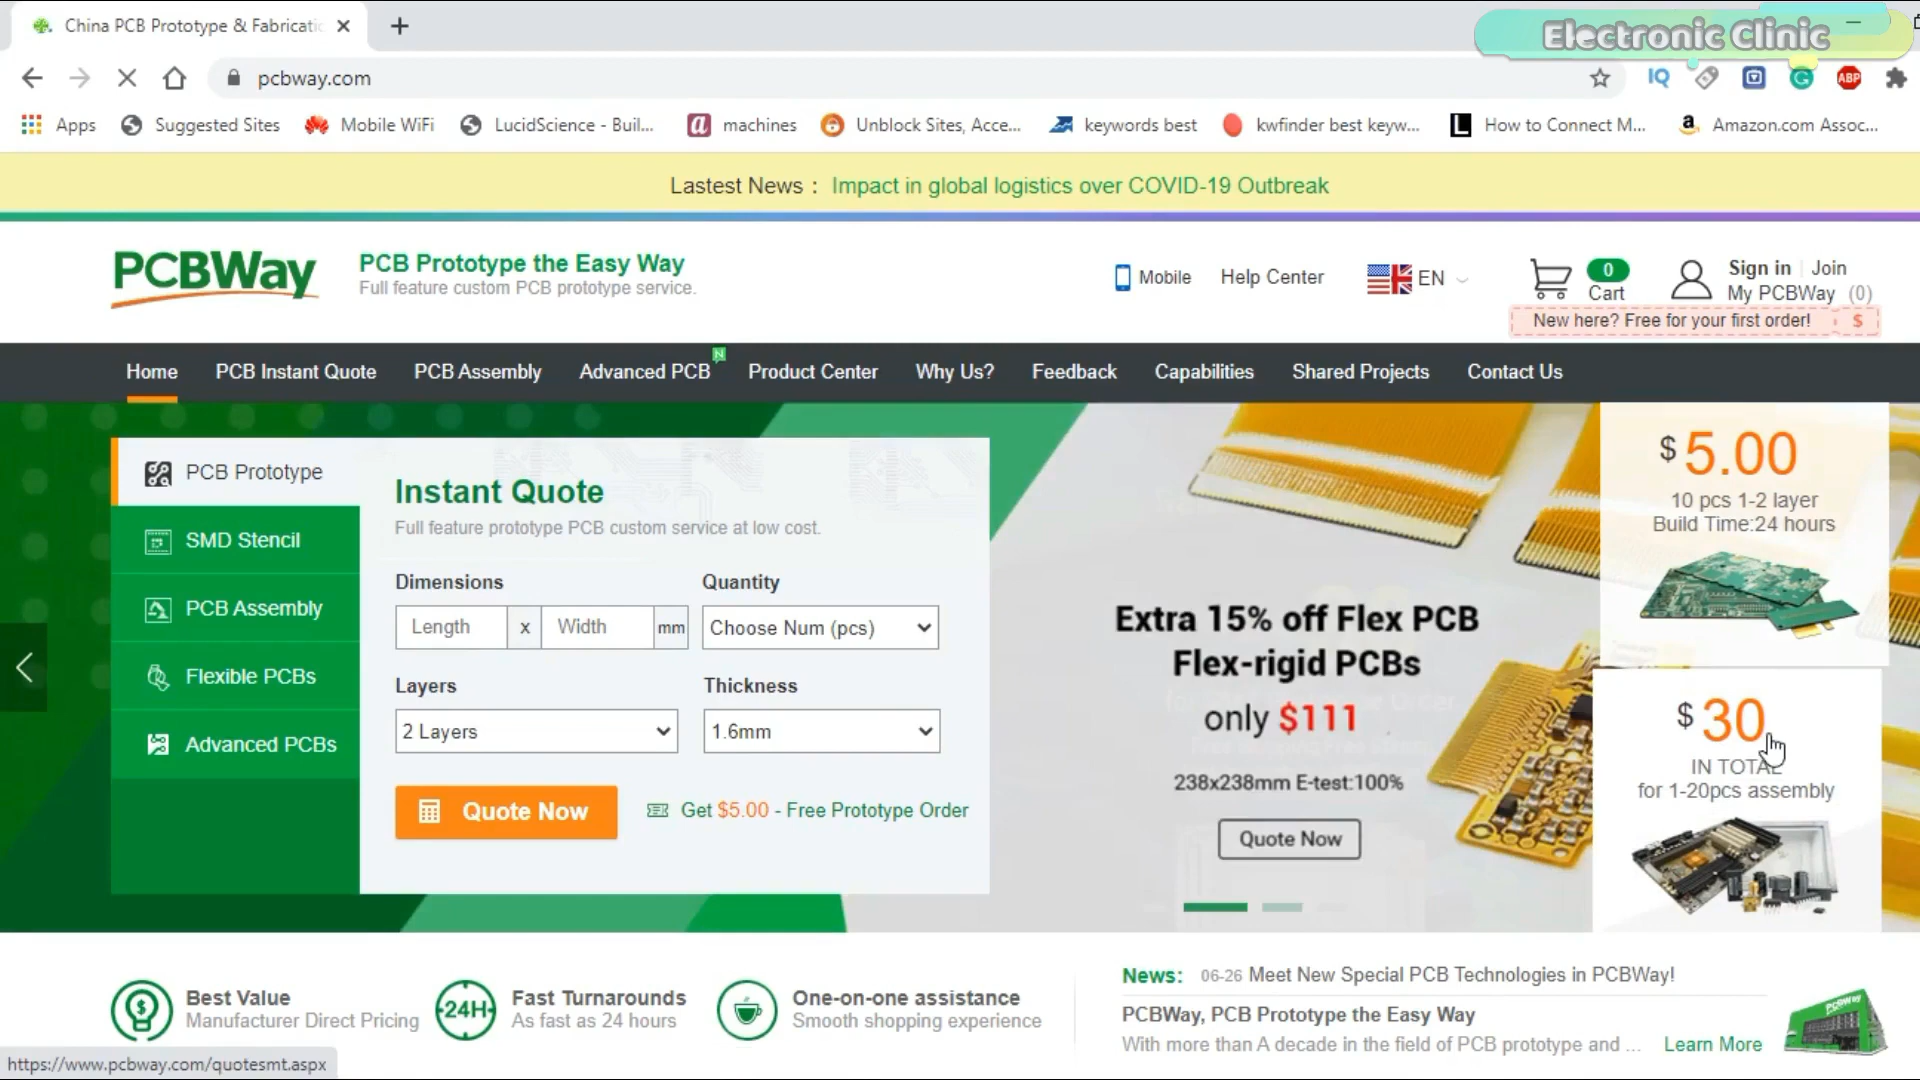 China PCB Prototype & Fabricati
Electronic Clinic
pcbway.com
IQ
G
ABP
Apps
Suggested Sites
Mobile WiFi
LucidScience - Buil...
a machines
Unblock Sites, Acce...
keywords best
kwfinder best keyw...
L How to Connect M...
a Amazon.com Assoc...
Lastest News : Impact in global logistics over COVID-19 Outbreak
PCBWay
PCB Prototype the Easy Way
Full feature custom PCB prototype service.
Mobile
Help Center
EN
0
Cart
Sign in | Join
My PCBWay (0)
New here? Free for your first order! $
Home
PCB Instant Quote
PCB Assembly
Advanced PCB
N
Product Center
Why Us?
Feedback
Capabilities
Shared Projects
Contact Us
PCB Prototype
SMD Stencil
PCB Assembly
Flexible PCBs
Advanced PCBs
Instant Quote
Full feature prototype PCB custom service at low cost.
Dimensions
Quantity
Length x Width mm
Choose Num (pcs)
Layers
Thickness
2 Layers
1.6mm
Quote Now
Get $5.00 - Free Prototype Order
Extra 15% off Flex PCB
Flex-rigid PCBs
only $111
238x238mm E-test:100%
Quote Now
$ 5.00
10 pcs 1-2 layer
Build Time:24 hours
$ 30
IN TOTAL
for 1-20pcs assembly
Best Value
Manufacturer Direct Pricing
24H
Fast Turnarounds
As fast as 24 hours
One-on-one assistance
Smooth shopping experience
News: 06-26 Meet New Special PCB Technologies in PCBWay!
PCBWay, PCB Prototype the Easy Way
With more than A decade in the field of PCB prototype and ... Learn More
PCBWay
https://www.pcbway.com/quotesmt.aspx